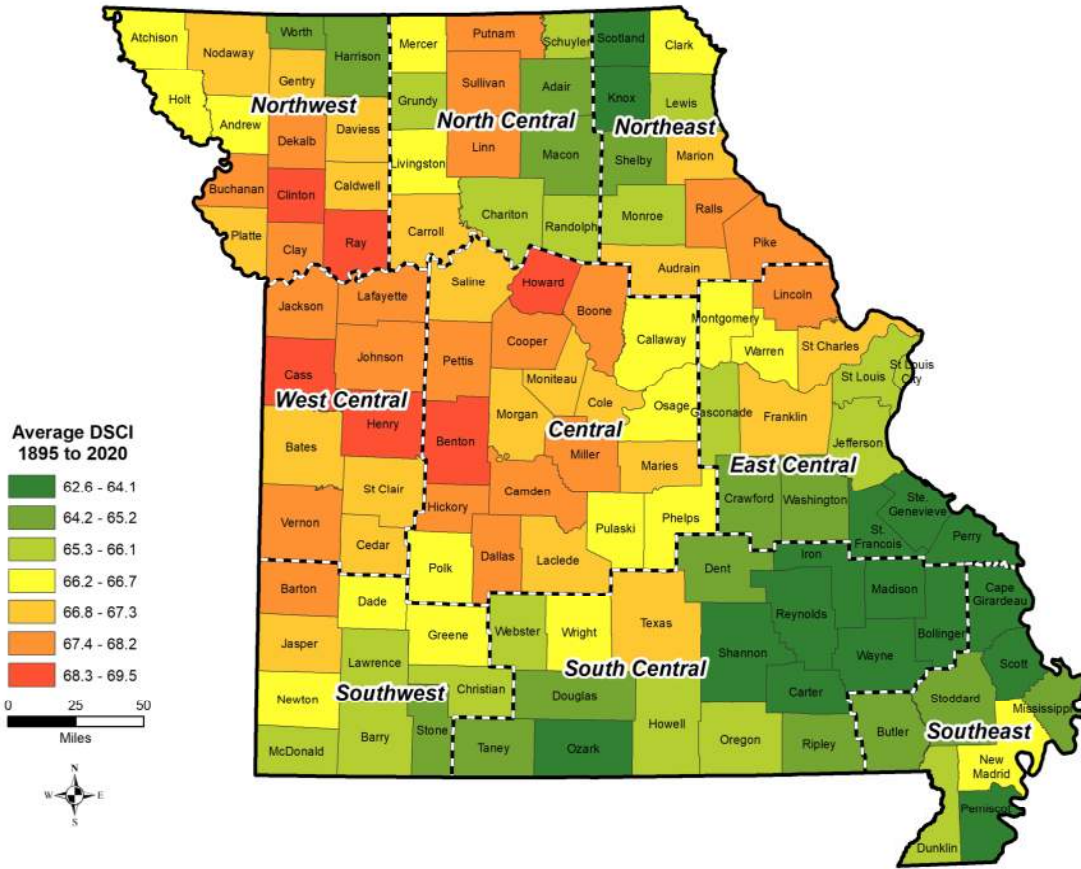 Atchison
Nodaway
Worth
Harrison
Mercer
Putnam
Schuyler
Scotland
Clark
Holt
Andrew
Gentry
Northwest
Daviess
Dekalb
Grundy
Sullivan
Adair
North Central
Knox
Lewis
Northeast
Buchanan
Clinton
Caldwell
Livingston
Linn
Macon
Shelby
Marion
Platte
Clay
Ray
Carroll
Chariton
Randolph
Monroe
Ralls
Pike
Audrain
Jackson
Lafayette
Saline
Howard
Boone
Callaway
Montgomery
Lincoln
Warren
St Charles
Cass
Johnson
Pettis
Cooper
Moniteau
Cole
Osage
Gasconade
Franklin
St Louis
St Louis
City
Jefferson
West Central
Henry
Benton
Morgan
Central
Miller
Maries
East Central
Bates
St Clair
Hickory
Camden
Pulaski
Phelps
Crawford
Washington
Ste.
Genevieve
St.
Francois
Perry
Vernon
Cedar
Polk
Dallas
Laclede
Dent
Iron
Madison
Cape
Girardeau
Barton
Dade
Greene
Webster
Wright
Texas
Reynolds
Bollinger
Jasper
Lawrence
Christian
South Central
Shannon
Wayne
Scott
Newton
Southwest
Douglas
Carter
Stoddard
Mississippi
Southeast
McDonald
Barry
Stone
Taney
Ozark
Howell
Oregon
Ripley
Butler
New
Madrid
Pemiscot
Dunklin
Average DSCI
1895 to 2020
62.6 - 64.1
64.2 - 65.2
65.3 - 66.1
66.2 - 66.7
66.8 - 67.3
67.4 - 68.2
68.3 - 69.5
0 25 50
Miles
N
W E
S